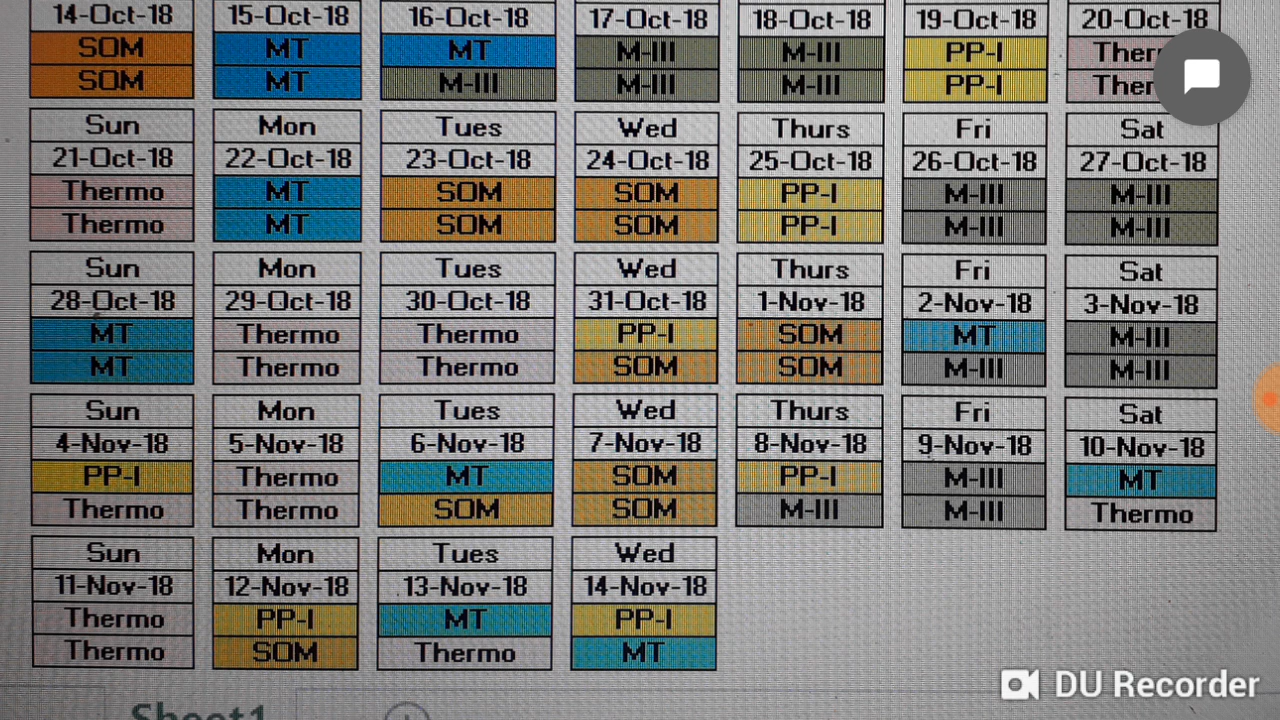 14-Oct-18 15-Oct-18 16-Oct-18 17-Oct-18 18-Oct-18 19-Oct-18 20-Oct-18
SOM MT MT M-III M-III PP-I
SOM MT M-III M-III M-III PP-I
Sun Mon Tues Wed Thurs Fri Sat
21-Oct-18 22-Oct-18 23-Oct-18 24-Oct-18 25-Oct-18 26-Oct-18 27-Oct-18
Thermo MT SOM SOM PP-I M-III M-III
Thermo MT SOM SOM PP-I M-III M-III
Sun Mon Tues Wed Thurs Fri Sat
28-Oct-18 29-Oct-18 30-Oct-18 31-Oct-18 1-Nov-18 2-Nov-18 3-Nov-18
MT Thermo Thermo PP-I SOM MT M-III
MT Thermo Thermo SOM SOM M-III M-III
Sun Mon Tues Wed Thurs Fri Sat
4-Nov-18 5-Nov-18 6-Nov-18 7-Nov-18 8-Nov-18 9-Nov-18 10-Nov-18
PP-I Thermo MT SOM PP-I M-III MT
Thermo Thermo SOM SOM M-III M-III Thermo
Sun Mon Tues Wed
11-Nov-18 12-Nov-18 13-Nov-18 14-Nov-18
Thermo PP-I MT PP-I
Thermo SOM Thermo MT
DU Recorder
Sheet1